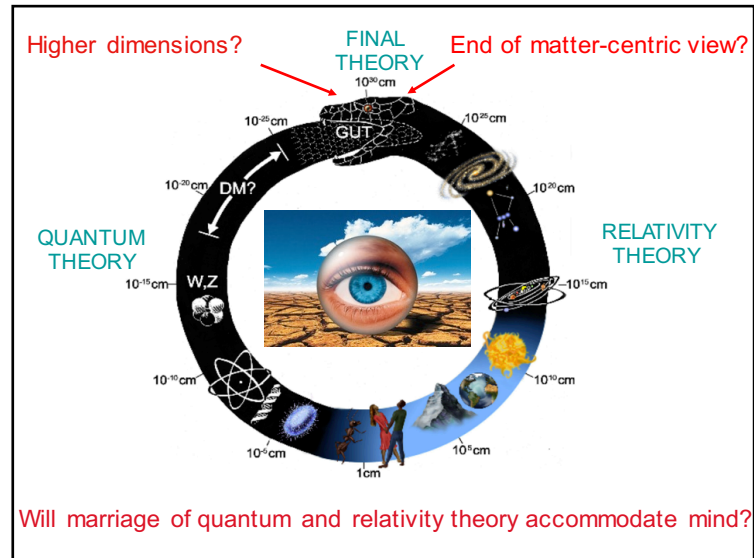 Higher dimensions?
FINAL
THEORY
End of matter-centric view?
10³⁰cm
10⁻²⁵cm
10²⁵cm
GUT
10⁻²⁰cm
DM?
10²⁰cm
QUANTUM
THEORY
RELATIVITY
THEORY
10⁻¹⁵cm
W,Z
10¹⁵cm
10⁻¹⁰cm
10¹⁰cm
10⁻⁵cm
10⁵cm
1cm
Will marriage of quantum and relativity theory accommodate mind?